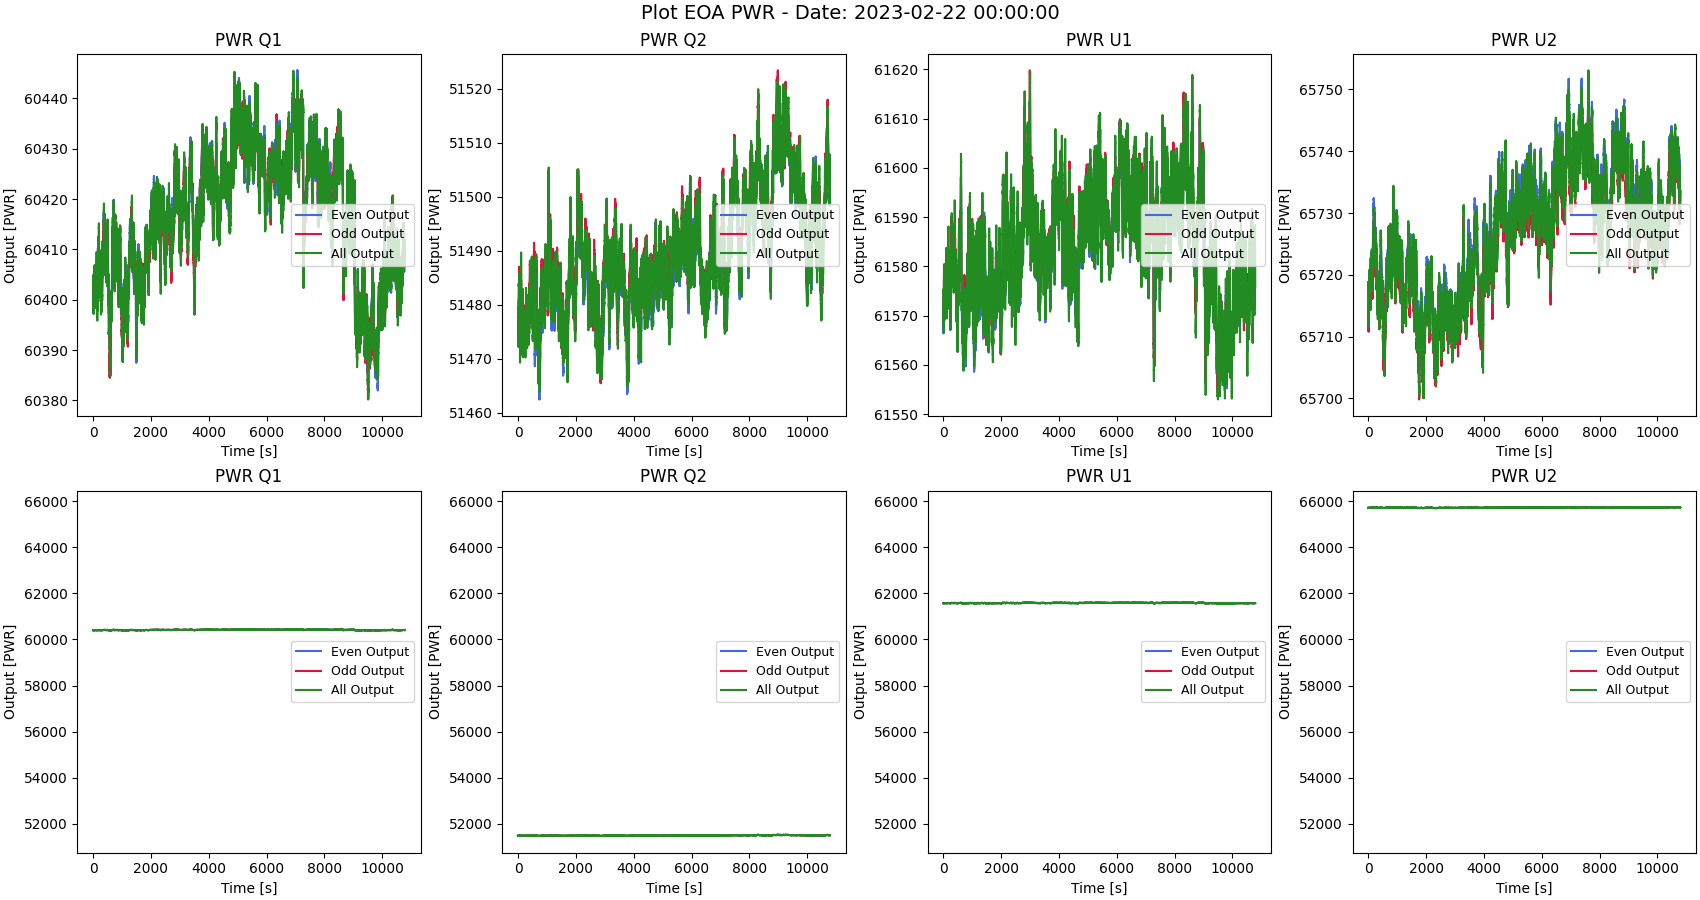 Plot EOA PWR - Date: 2023-02-22 00:00:00
PWR Q1
PWR Q2
PWR U1
PWR U2
Output [PWR]
60440
60430
60420
60410
60400
60390
60380
Even Output
Odd Output
All Output
0 2000 4000 6000 8000 10000
Time [s]
Output [PWR]
51520
51510
51500
51490
51480
51470
51460
Even Output
Odd Output
All Output
0 2000 4000 6000 8000 10000
Time [s]
Output [PWR]
61620
61610
61600
61590
61580
61570
61560
61550
Even Output
Odd Output
All Output
0 2000 4000 6000 8000 10000
Time [s]
Output [PWR]
65750
65740
65730
65720
65710
65700
Even Output
Odd Output
All Output
0 2000 4000 6000 8000 10000
Time [s]
PWR Q1
PWR Q2
PWR U1
PWR U2
Output [PWR]
66000
64000
62000
60000
58000
56000
54000
52000
Even Output
Odd Output
All Output
0 2000 4000 6000 8000 10000
Time [s]
Output [PWR]
66000
64000
62000
60000
58000
56000
54000
52000
Even Output
Odd Output
All Output
0 2000 4000 6000 8000 10000
Time [s]
Output [PWR]
66000
64000
62000
60000
58000
56000
54000
52000
Even Output
Odd Output
All Output
0 2000 4000 6000 8000 10000
Time [s]
Output [PWR]
66000
64000
62000
60000
58000
56000
54000
52000
Even Output
Odd Output
All Output
0 2000 4000 6000 8000 10000
Time [s]